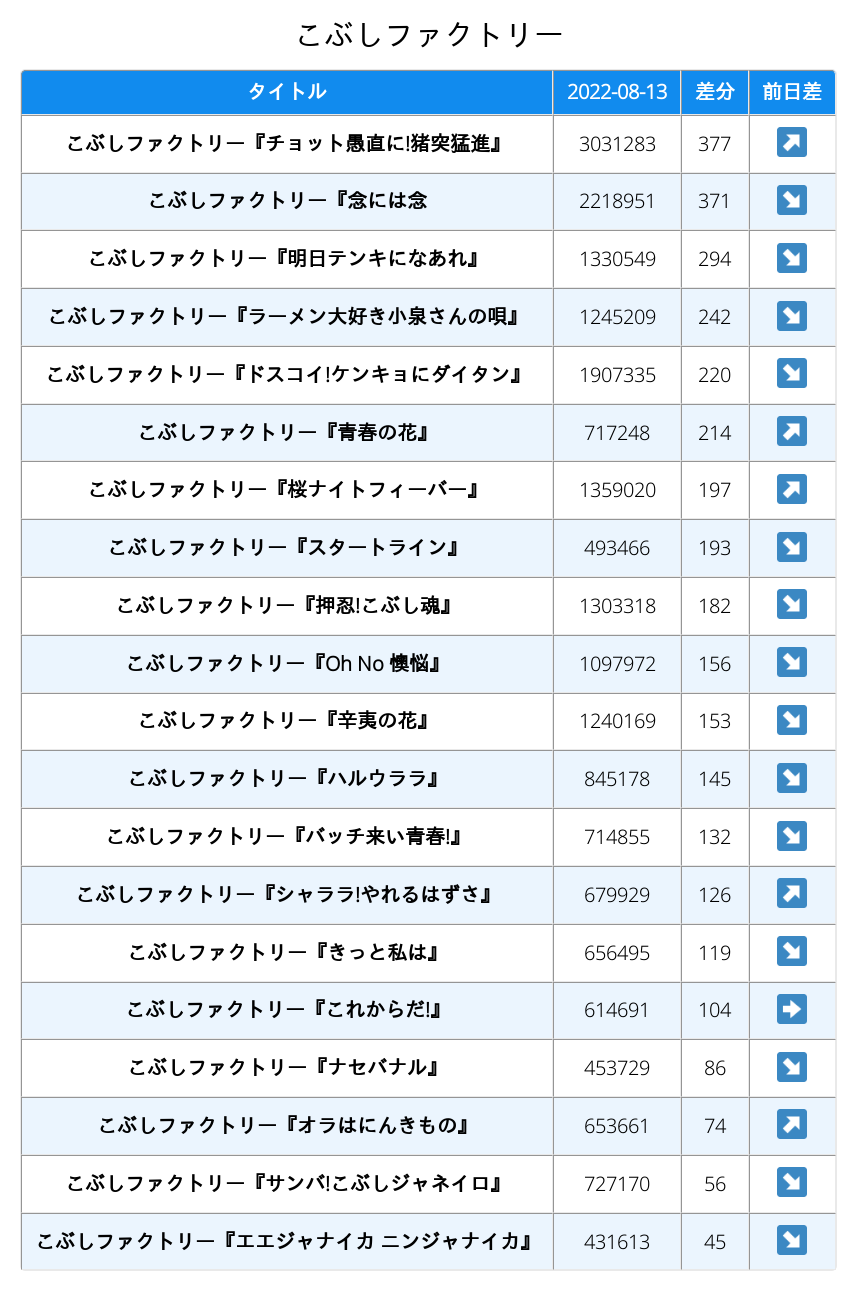 こぶしファクトリー
タイトル 2022-08-13 差分 前日差
こぶしファクトリー『チョット愚直に!猪突猛進』 3031283 377 ↗
こぶしファクトリー『念には念 2218951 371 ↘
こぶしファクトリー『明日テンキになあれ』 1330549 294 ↘
こぶしファクトリー『ラーメン大好き小泉さんの唄』 1245209 242 ↘
こぶしファクトリー『ドスコイ!ケンキョにダイタン』 1907335 220 ↘
こぶしファクトリー『青春の花』 717248 214 ↗
こぶしファクトリー『桜ナイトフィーバー』 1359020 197 ↗
こぶしファクトリー『スタートライン』 493466 193 ↘
こぶしファクトリー『押忍!こぶし魂』 1303318 182 ↘
こぶしファクトリー『Oh No 懊悩』 1097972 156 ↘
こぶしファクトリー『辛夷の花』 1240169 153 ↘
こぶしファクトリー『ハルウララ』 845178 145 ↘
こぶしファクトリー『バッチ来い青春!』 714855 132 ↘
こぶしファクトリー『シャララ!やれるはずさ』 679929 126 ↗
こぶしファクトリー『きっと私は』 656495 119 ↘
こぶしファクトリー『これからだ!』 614691 104 ➡
こぶしファクトリー『ナセバナル』 453729 86 ↘
こぶしファクトリー『オラはにんきもの』 653661 74 ↗
こぶしファクトリー『サンバ!こぶしジャネイロ』 727170 56 ↘
こぶしファクトリー『エエジャナイカ ニンジャナイカ』 431613 45 ↘